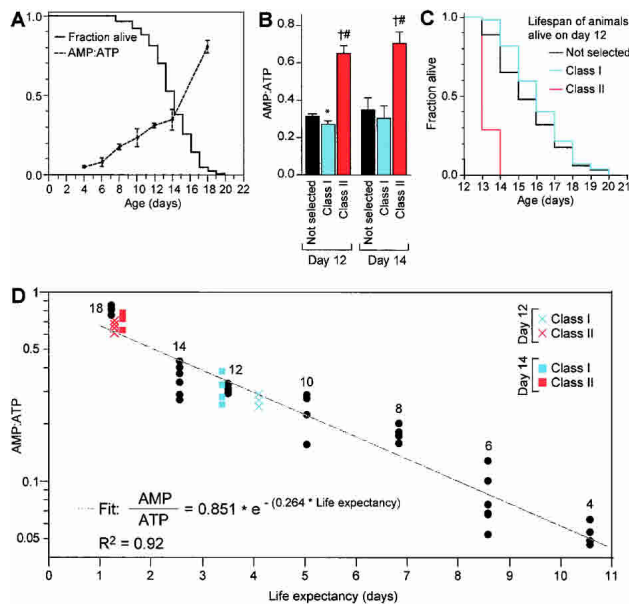 A
Fraction alive
AMP:ATP
1.0
0.5
0.0
0 2 4 6 8 10 12 14 16 18 20 22
Age (days)
B
AMP:ATP
0.8
0.6
0.4
0.2
0
*
†#
†#
Not selected
Class I
Class II
Not selected
Class I
Class II
Day 12
Day 14
C
Lifespan of animals
alive on day 12
Not selected
Class I
Class II
Fraction alive
1.0
0.5
0.0
12 13 14 15 16 17 18 19 20 21
Age (days)
D
AMP:ATP
1
0.5
0.1
0.05
18
14
12
10
8
6
4
Day 12
Class I
Class II
Day 14
Class I
Class II
Fit: AMP/ATP = 0.851 * e - (0.264 * Life expectancy)
R² = 0.92
0 1 2 3 4 5 6 7 8 9 10 11
Life expectancy (days)